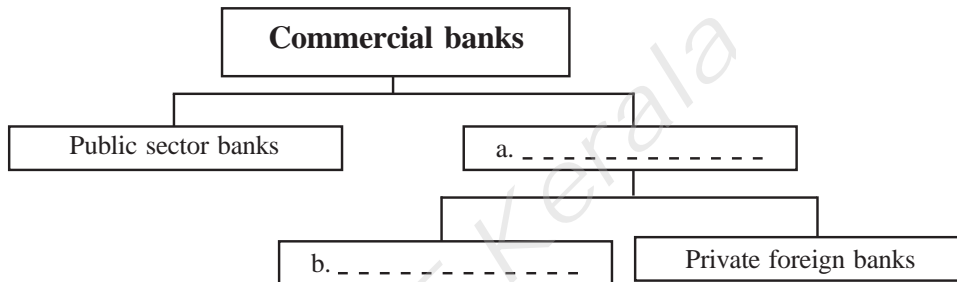 Commercial banks
Public sector banks
a. _ _ _ _ _ _ _ _ _ _ _ _ _
b. _ _ _ _ _ _ _ _ _ _ _ _ _
Private foreign banks
Kerala